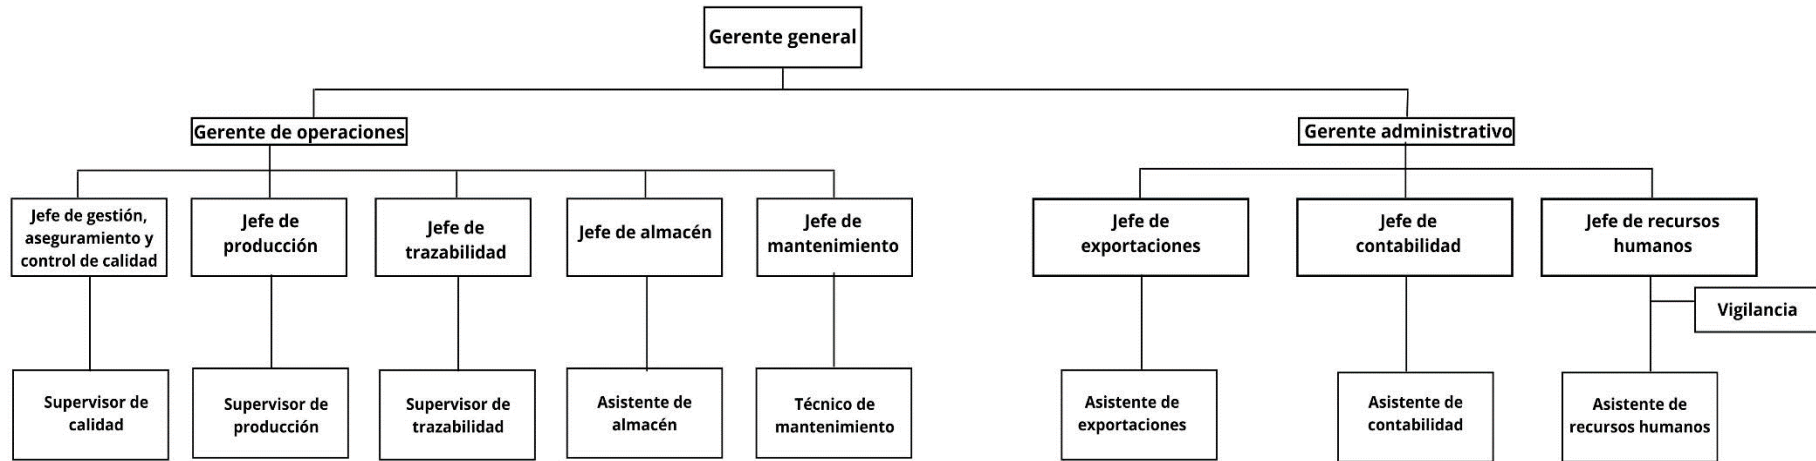 Gerente general
Gerente de operaciones
Gerente administrativo
Jefe de gestión,
aseguramiento y
control de calidad
Jefe de
producción
Jefe de
trazabilidad
Jefe de almacén
Jefe de
mantenimiento
Jefe de
exportaciones
Jefe de
contabilidad
Jefe de recursos
humanos
Vigilancia
Supervisor de
calidad
Supervisor de
producción
Supervisor de
trazabilidad
Asistente de
almacén
Técnico de
mantenimiento
Asistente de
exportaciones
Asistente de
contabilidad
Asistente de
recursos humanos